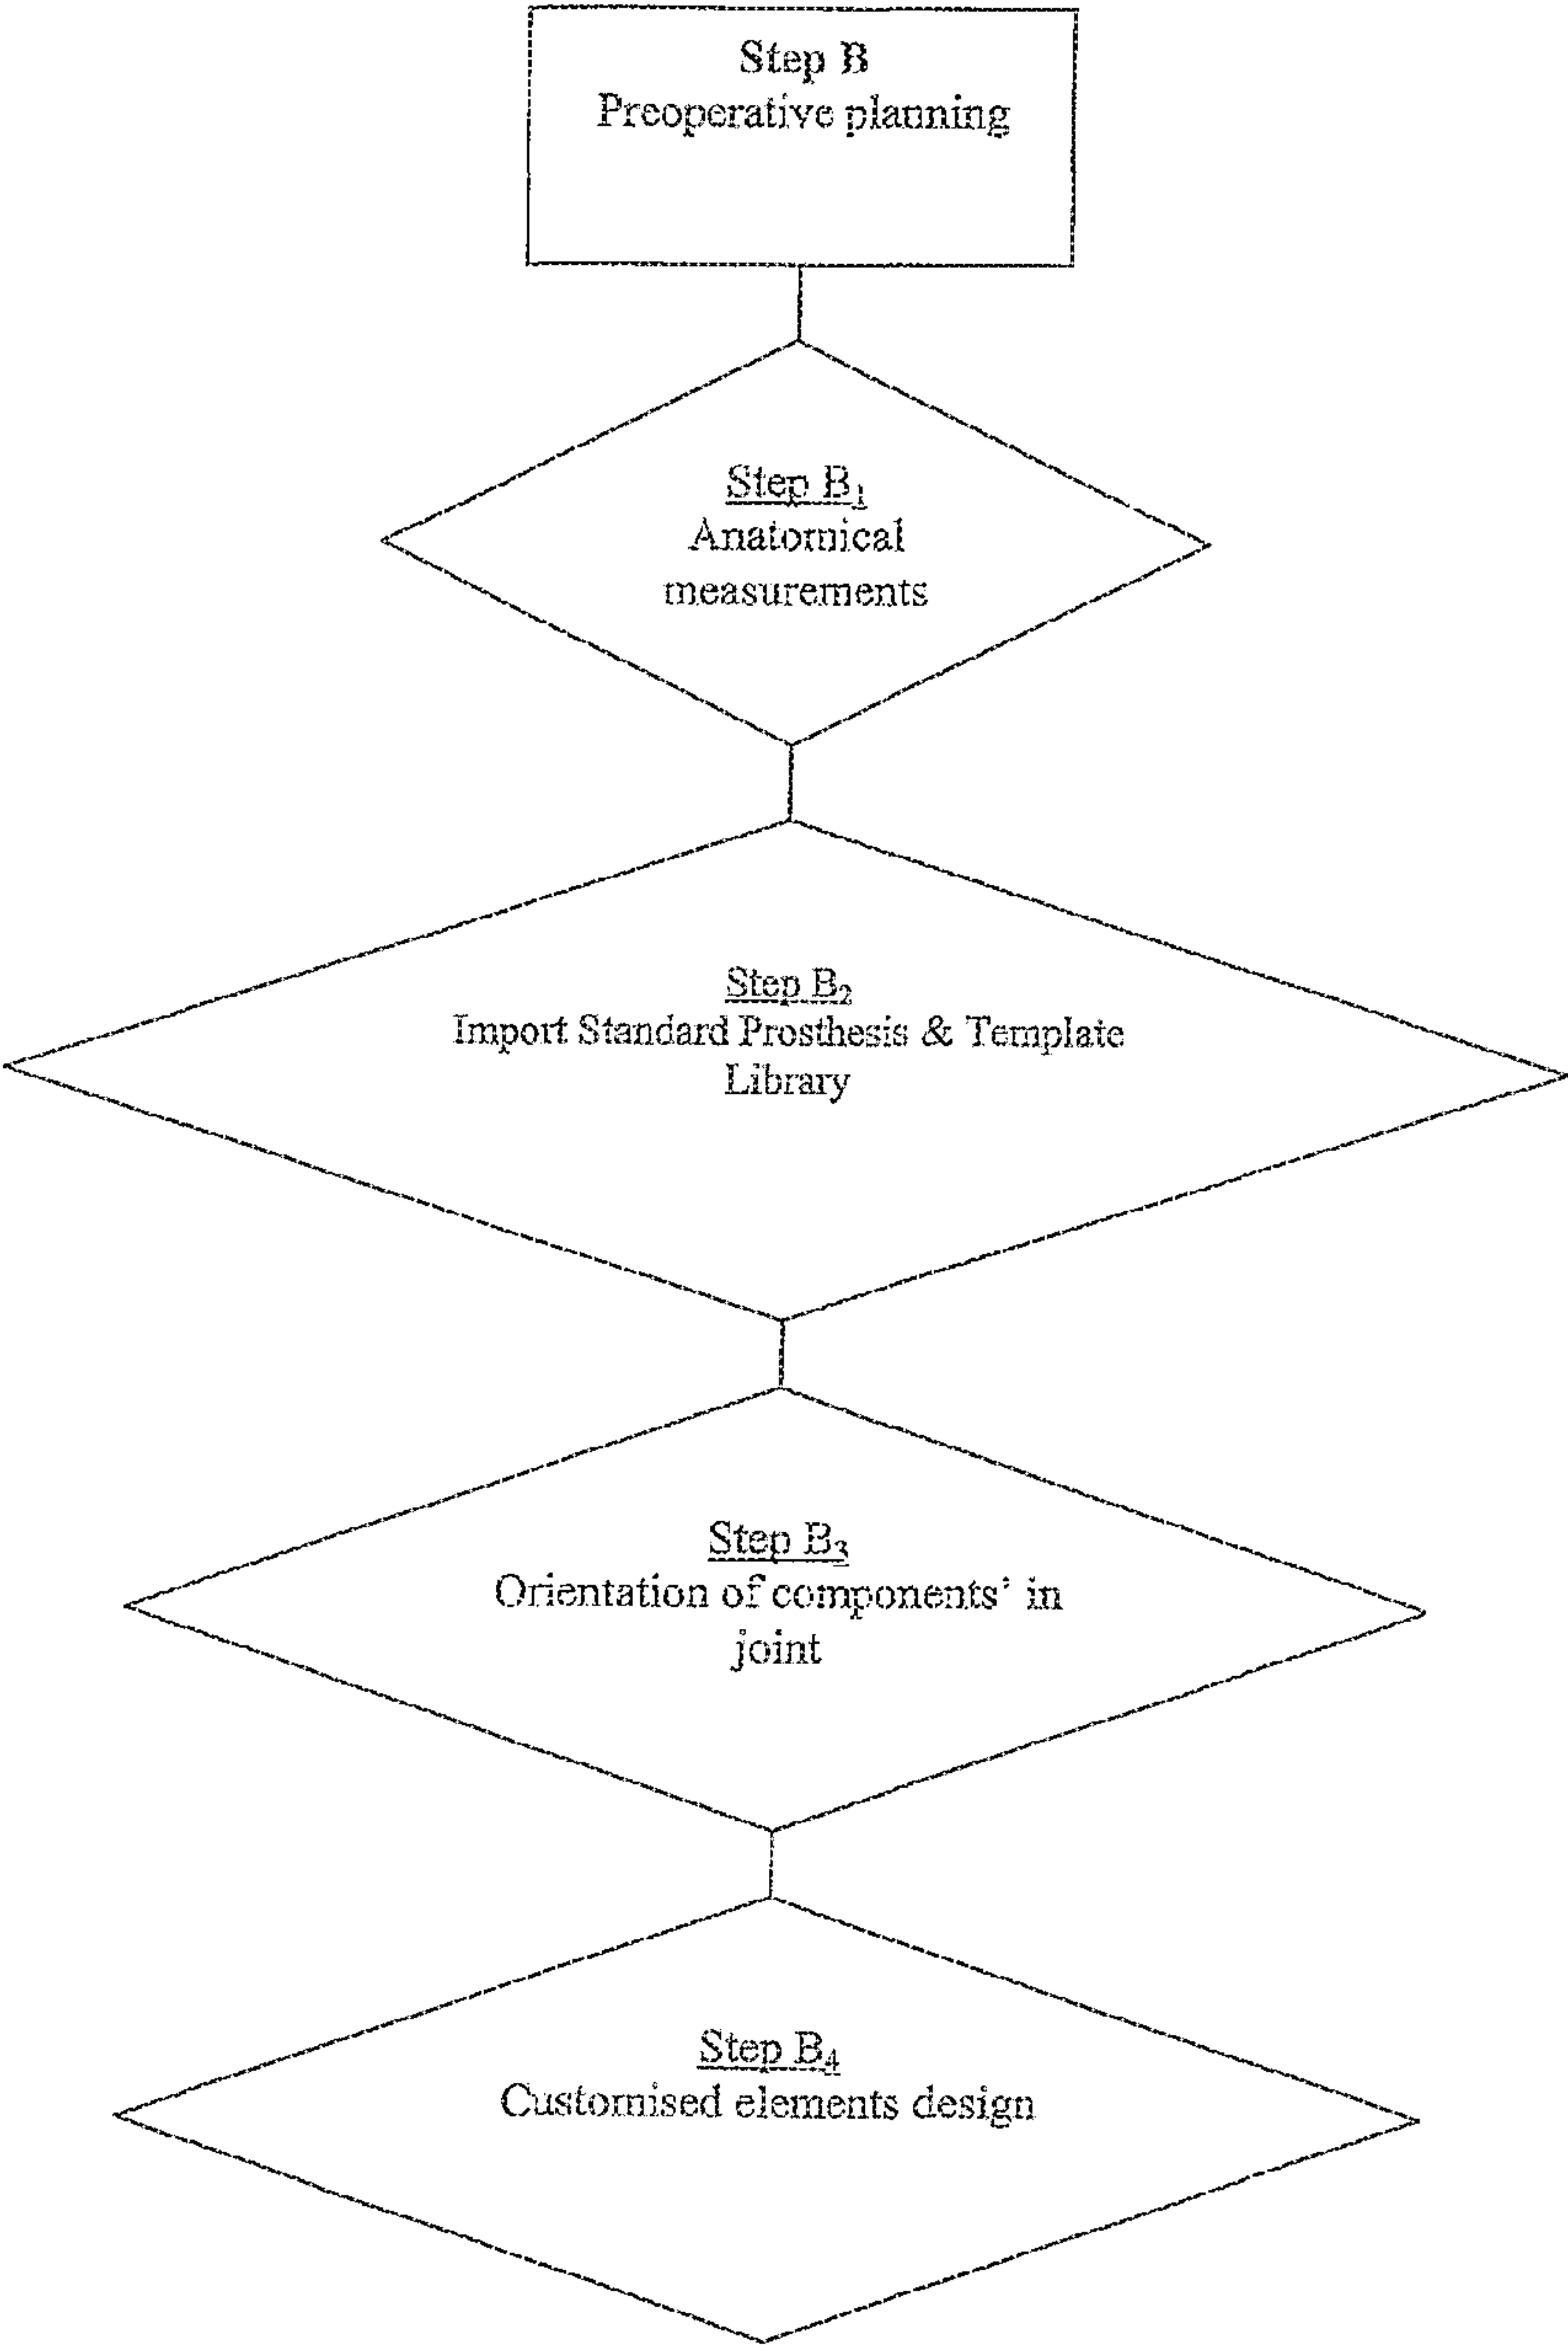 Step B
Preoperative planning
Step B₁
Anatomical
measurements
Step B₂
Import Standard Prosthesis & Template
Library
Step B₃
Orientation of components' in
joint
Step B₄
Customised elements design